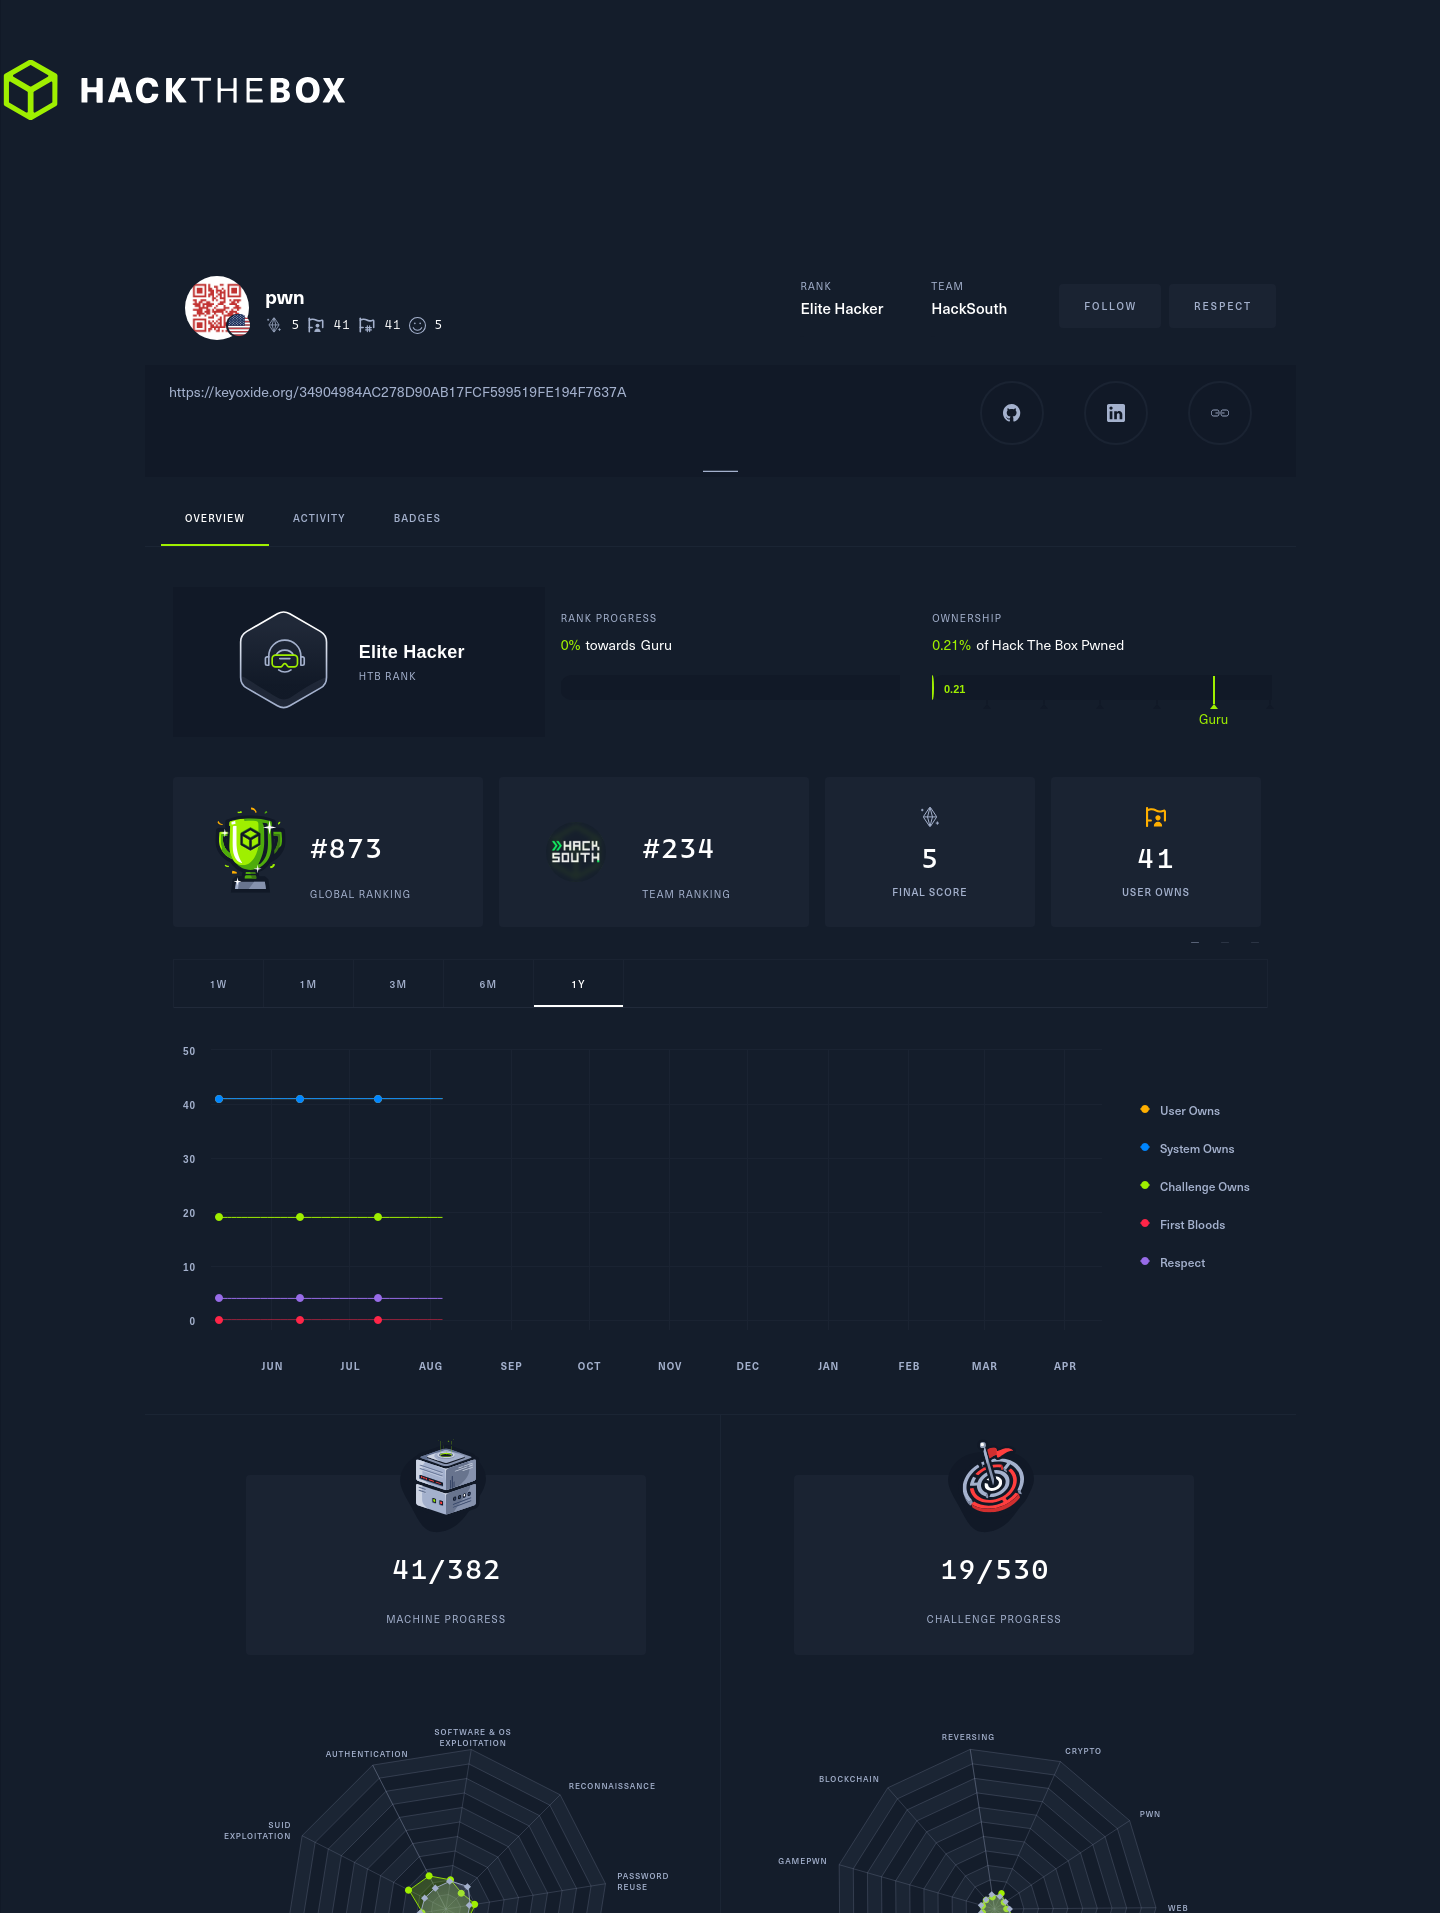 HACKTHEBOX
pwn
5 41 41 5
RANK
Elite Hacker
TEAM
HackSouth
FOLLOW
RESPECT
https://keyoxide.org/34904984AC278D90AB17FCF599519FE194F7637A
OVERVIEW ACTIVITY BADGES
Elite Hacker
HTB RANK
RANK PROGRESS
0% towards Guru
OWNERSHIP
0.21% of Hack The Box Pwned
0.21
Guru
#873
GLOBAL RANKING
HACK
SOUTH
#234
TEAM RANKING
5
FINAL SCORE
41
USER OWNS
1W 1M 3M 6M 1Y
50
40
30
20
10
0
JUN JUL AUG SEP OCT NOV DEC JAN FEB MAR APR
User Owns
System Owns
Challenge Owns
First Bloods
Respect
41/382
MACHINE PROGRESS
19/530
CHALLENGE PROGRESS
SOFTWARE & OS
EXPLOITATION
AUTHENTICATION
RECONNAISSANCE
SUID
EXPLOITATION
PASSWORD
REUSE
REVERSING
CRYPTO
BLOCKCHAIN
PWN
GAMEPWN
WEB